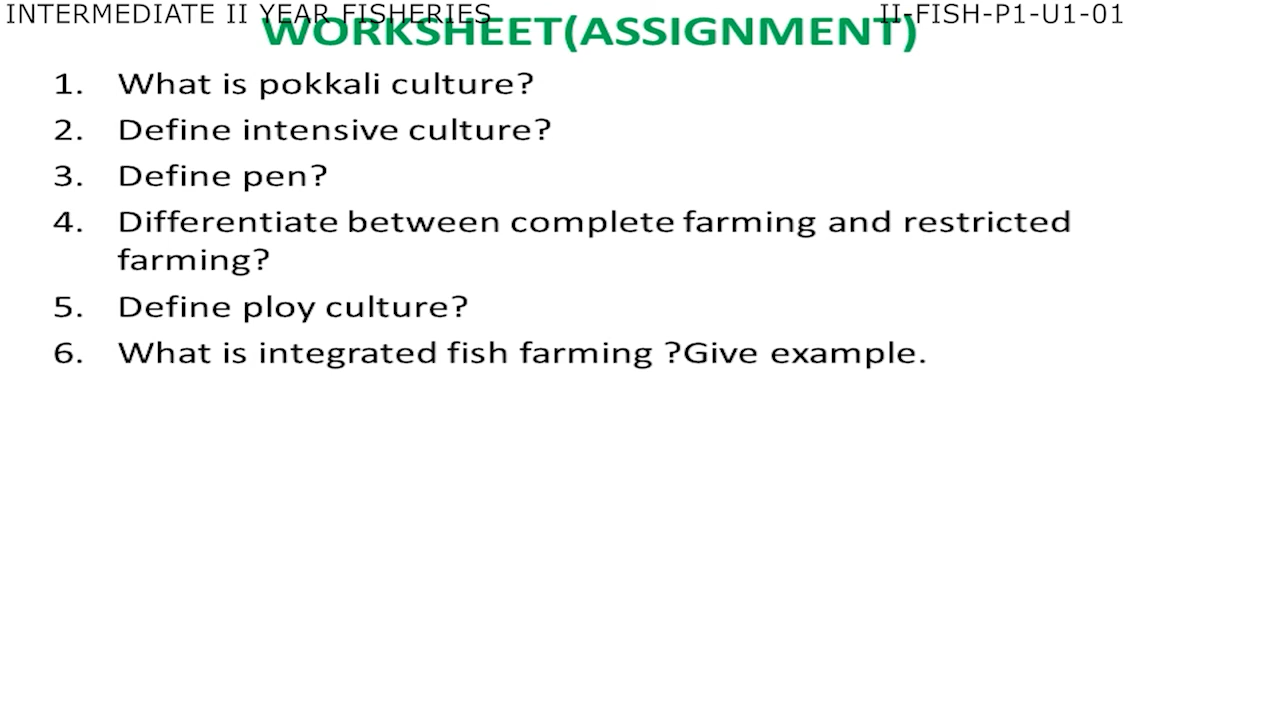 INTERMEDIATE II YEAR FISHERIES II-FISH-P1-U1-01
WORKSHEET(ASSIGNMENT)
1. What is pokkali culture?
2. Define intensive culture?
3. Define pen?
4. Differentiate between complete farming and restricted
farming?
5. Define ploy culture?
6. What is integrated fish farming ?Give example.